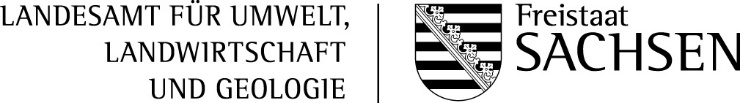 LANDESAMT FÜR UMWELT,
LANDWIRTSCHAFT
UND GEOLOGIE
Freistaat
SACHSEN